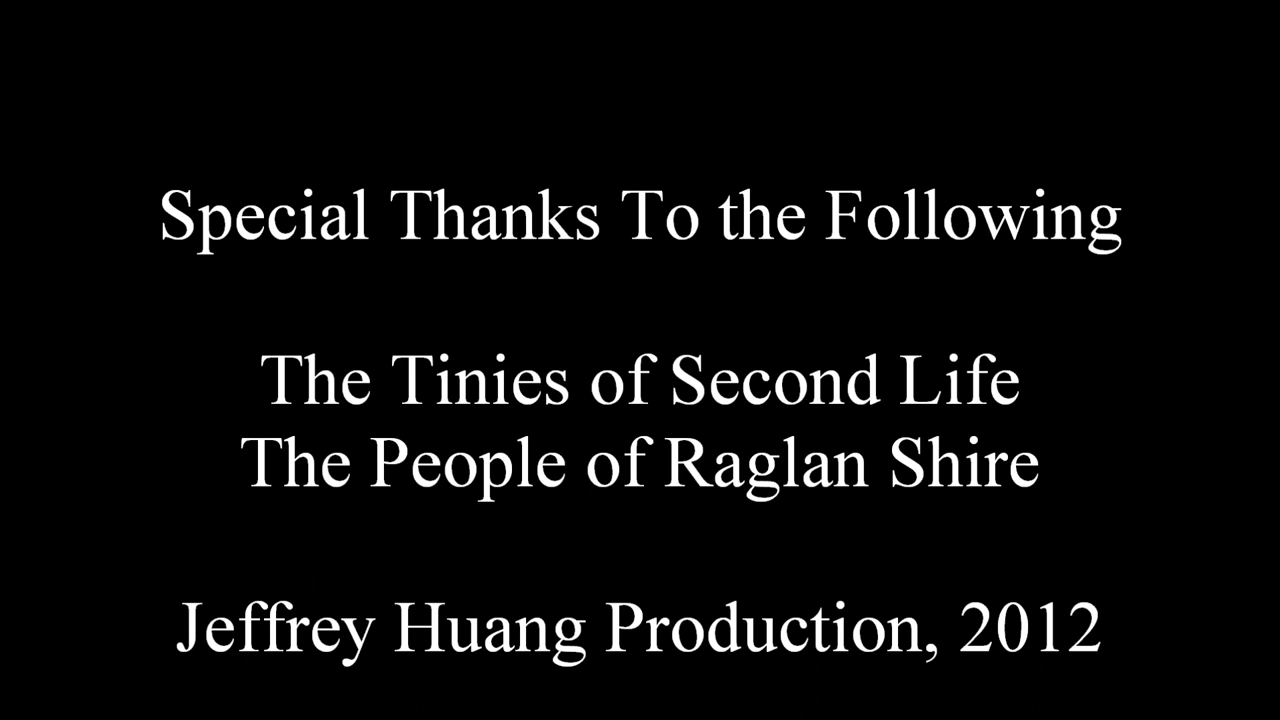 Special Thanks To the Following
The Tinies of Second Life
The People of Raglan Shire
Jeffrey Huang Production, 2012